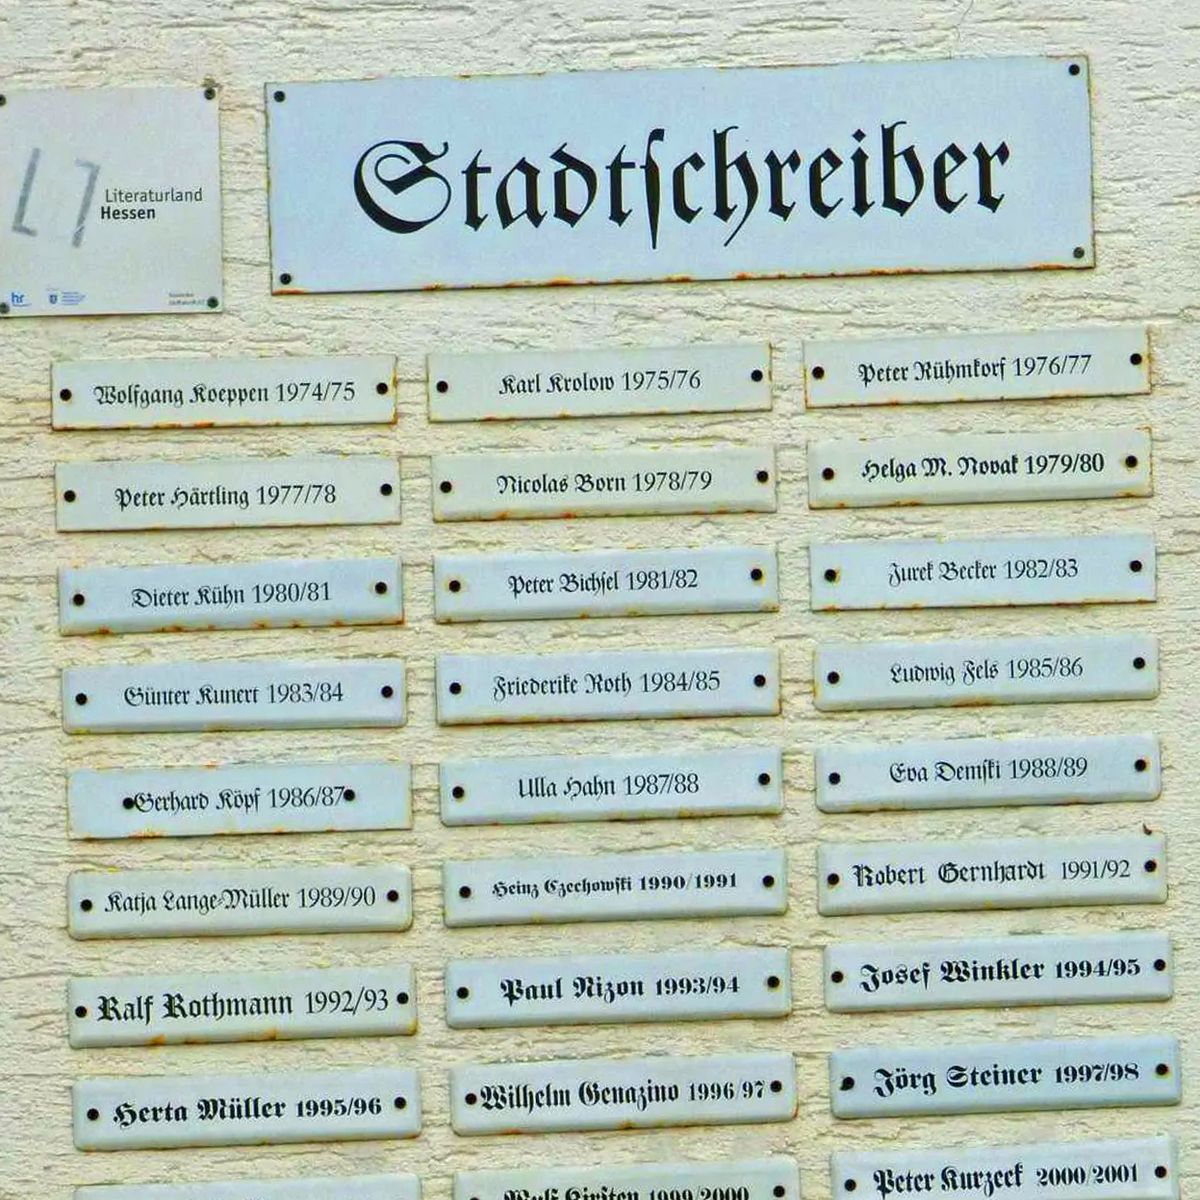 Literaturland
Hessen
hr
Stadtſchreiber
Wolfgang Koeppen 1974/75
Karl Krolow 1975/76
Peter Rühmkorf 1976/77
Peter Härtling 1977/78
Nicolas Born 1978/79
Helga M. Novak 1979/80
Dieter Kühn 1980/81
Peter Bichſel 1981/82
Jurek Becker 1982/83
Günter Kunert 1983/84
Friederike Roth 1984/85
Ludwig Fels 1985/86
Gerhard Köpf 1986/87
Ulla Hahn 1987/88
Eva Demſki 1988/89
Katja Lange-Müller 1989/90
Heinz Czechowſki 1990/1991
Robert Gernhardt 1991/92
Ralf Rothmann 1992/93
Paul Nizon 1993/94
Josef Winkler 1994/95
Herta Müller 1995/96
Wilhelm Genazino 1996/97
Jörg Steiner 1997/98
Wulf Kirſten 1999/2000
Peter Kurzeck 2000/2001